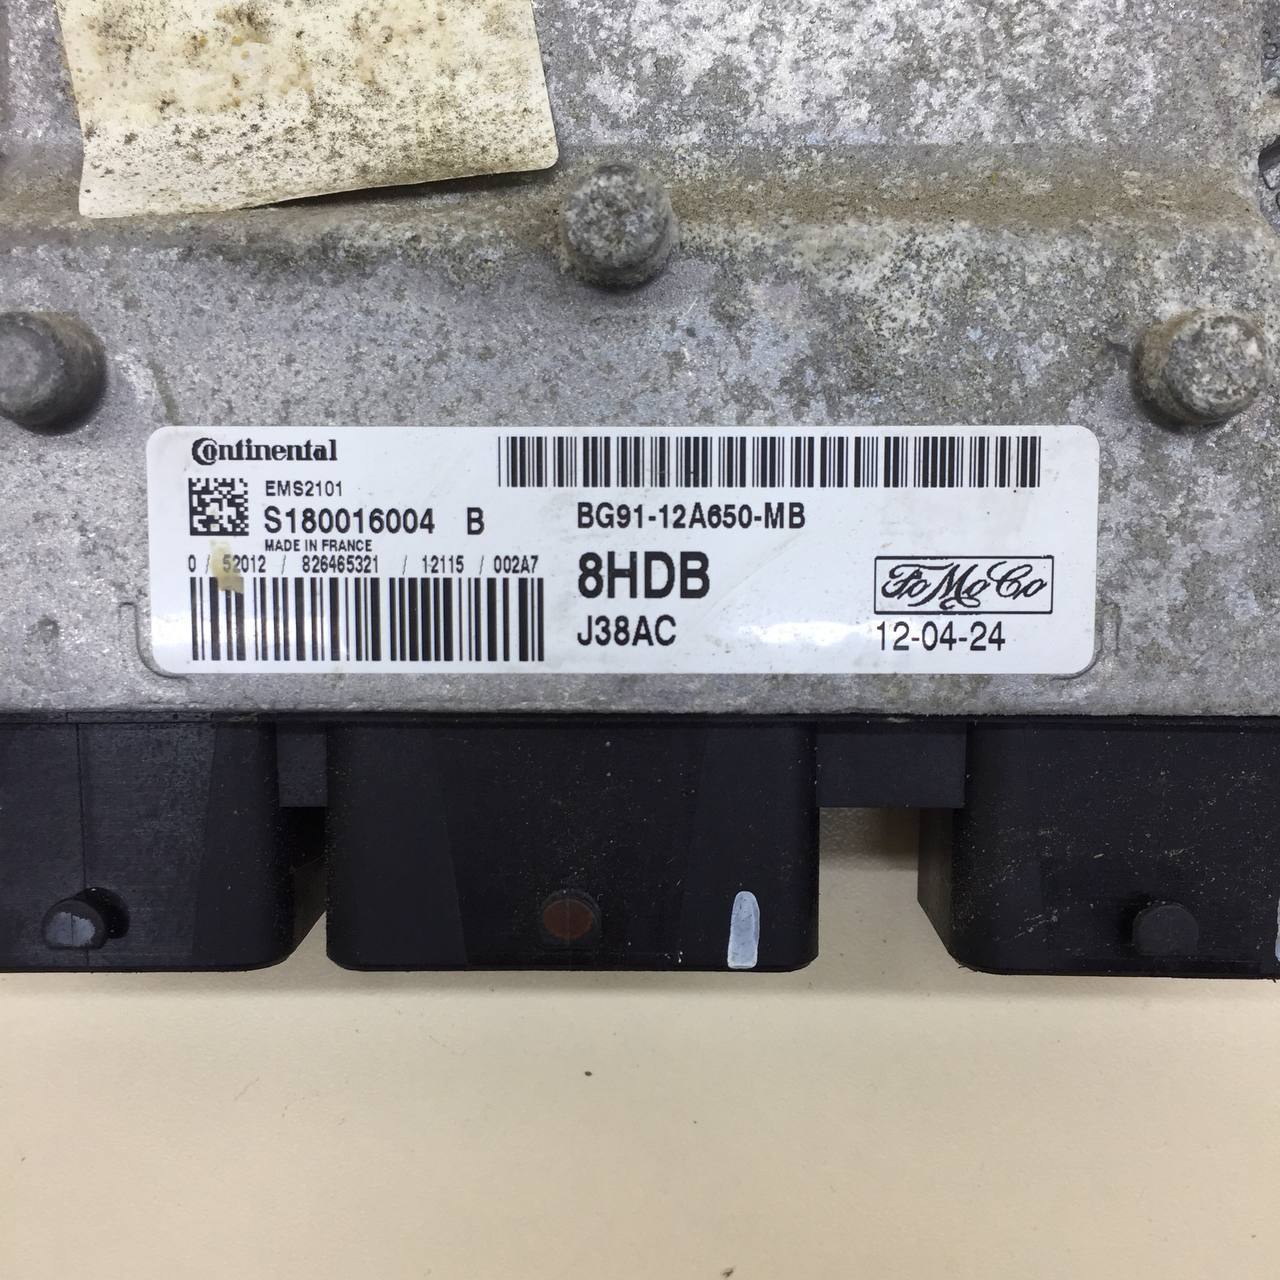 Continental
EMS2101
S180016004 B
MADE IN FRANCE
0 / 52012 / 826465321 / 12115 / 002A7
BG91-12A650-MB
8HDB
J38AC
FoMoCo
12-04-24